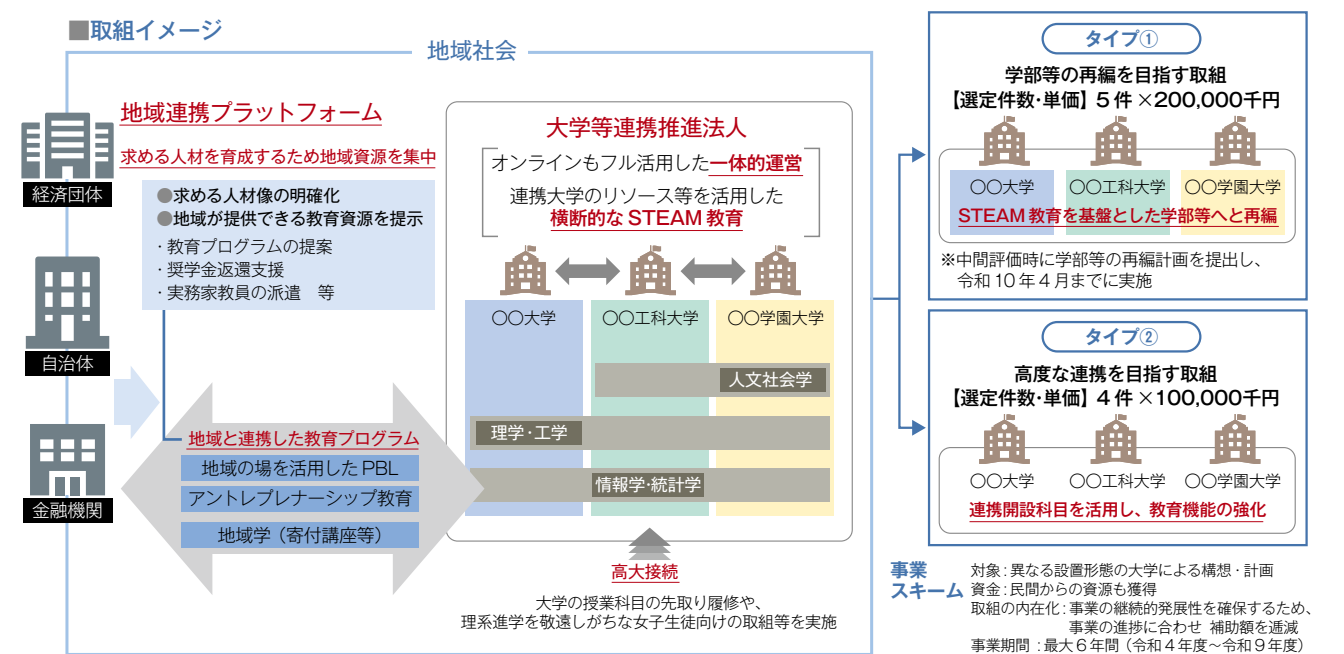 ■取組イメージ
地域社会
地域連携プラットフォーム
求める人材を育成するため地域資源を集中
経済団体
●求める人材像の明確化
●地域が提供できる教育資源を提示
・教育プログラムの提案
・奨学金返還支援
・実務家教員の派遣　等
自治体
金融機関
地域と連携した教育プログラム
地域の場を活用したPBL
アントレプレナーシップ教育
地域学（寄付講座等）
大学等連携推進法人
オンラインもフル活用した一体的運営
連携大学のリソース等を活用した
横断的なSTEAM教育
〇〇大学
〇〇工科大学
〇〇学園大学
人文社会学
理学・工学
情報学・統計学
高大接続
大学の授業科目の先取り履修や、
理系進学を敬遠しがちな女子生徒向けの取組等を実施
タイプ①
学部等の再編を目指す取組
【選定件数・単価】5件×200,000千円
〇〇大学
〇〇工科大学
〇〇学園大学
STEAM教育を基盤とした学部等へと再編
※中間評価時に学部等の再編計画を提出し、
令和10年4月までに実施
タイプ②
高度な連携を目指す取組
【選定件数・単価】4件×100,000千円
〇〇大学
〇〇工科大学
〇〇学園大学
連携開設科目を活用し、教育機能の強化
事業
スキーム
対象：異なる設置形態の大学による構想・計画
資金：民間からの資源も獲得
取組の内在化：事業の継続的発展性を確保するため、
事業の進捗に合わせ 補助額を逓減
事業期間：最大6年間（令和4年度～令和9年度）